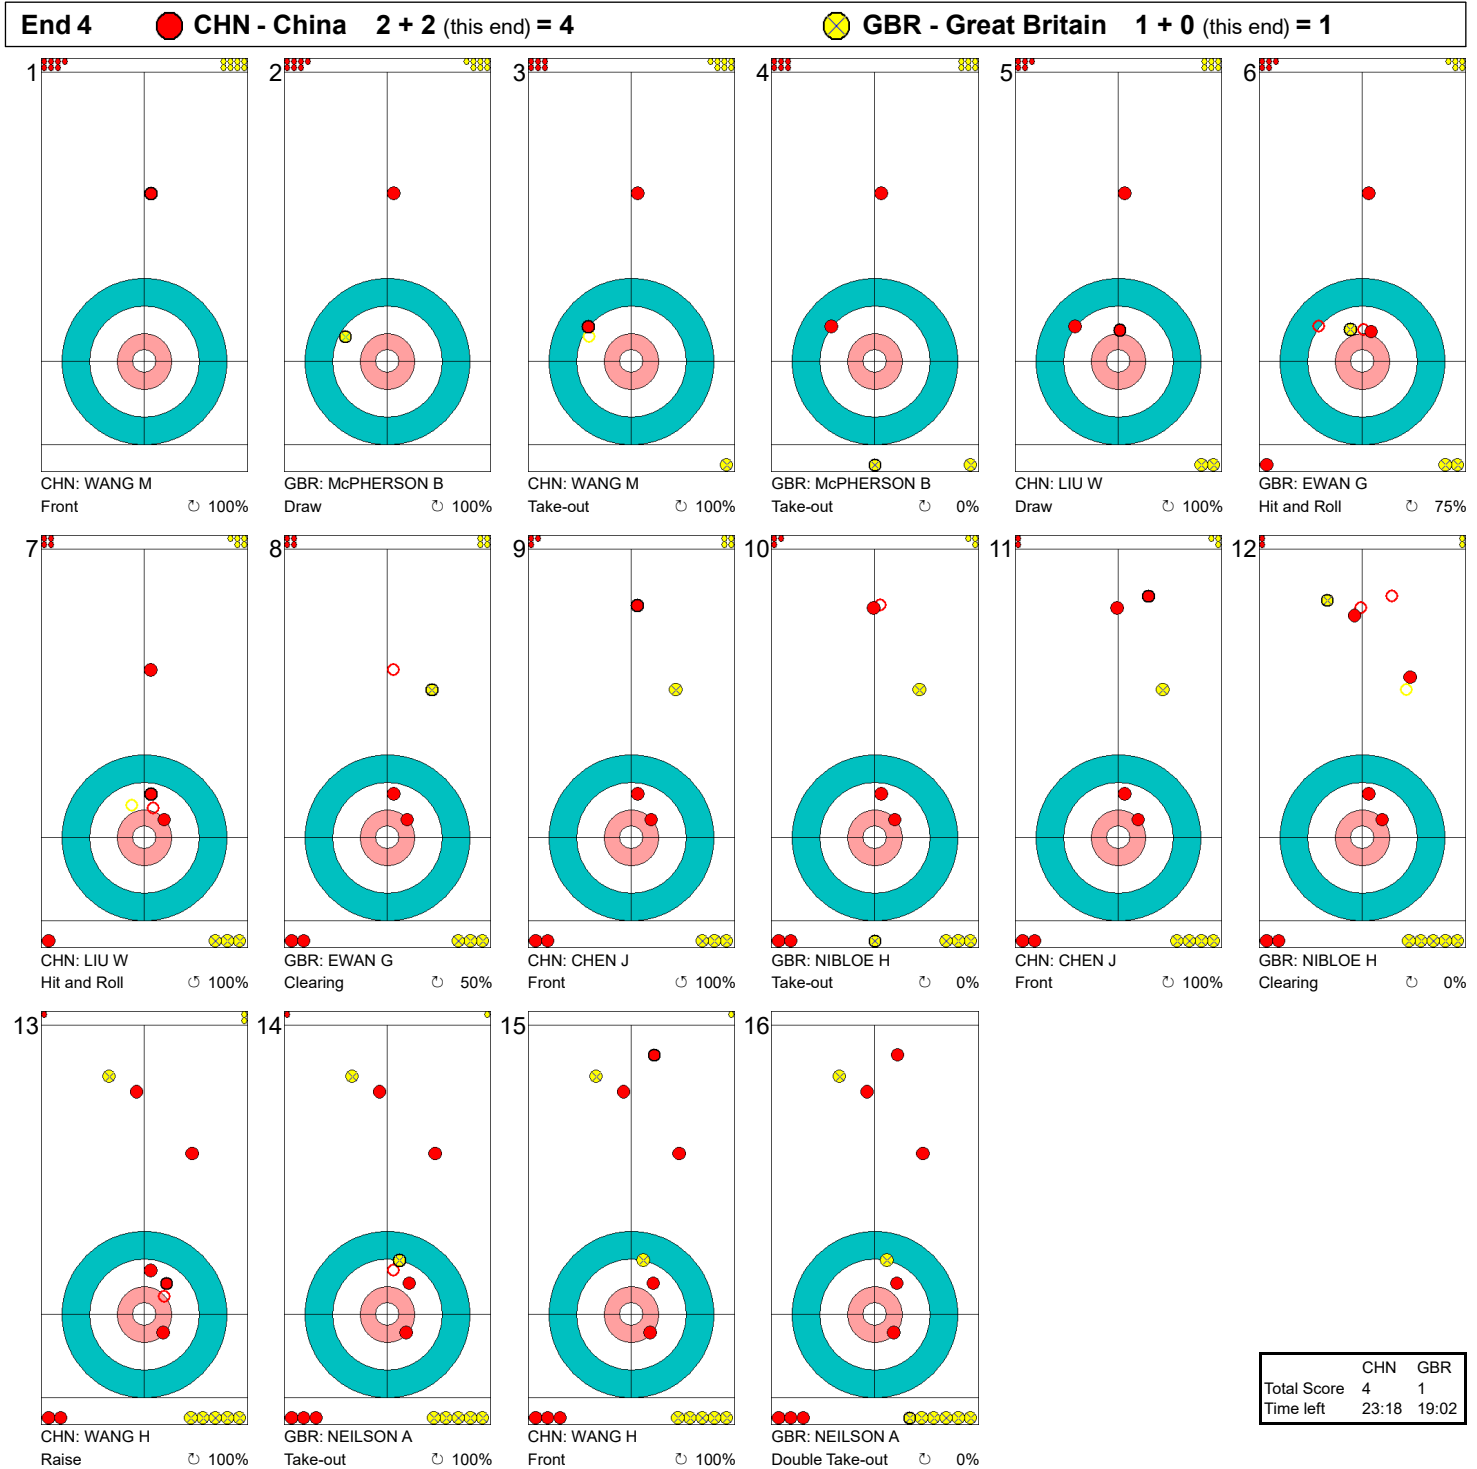 End 4 CHN - China 2 + 2 (this end) = 4 GBR - Great Britain 1 + 0 (this end) = 1
1 2 3 4 5 6
CHN: WANG M GBR: McPHERSON B CHN: WANG M GBR: McPHERSON B CHN: LIU W GBR: EWAN G
Front ↻ 100% Draw ↻ 100% Take-out ↻ 100% Take-out ↻ 0% Draw ↻ 100% Hit and Roll ↻ 75%
7 8 9 10 11 12
CHN: LIU W GBR: EWAN G CHN: CHEN J GBR: NIBLOE H CHN: CHEN J GBR: NIBLOE H
Hit and Roll ↻ 100% Clearing ↻ 50% Front ↻ 100% Take-out ↻ 0% Front ↻ 100% Clearing ↻ 0%
13 14 15 16
CHN: WANG H GBR: NEILSON A CHN: WANG H GBR: NEILSON A
Raise ↻ 100% Take-out ↻ 100% Front ↻ 100% Double Take-out ↻ 0%
CHN GBR
Total Score 4 1
Time left 23:18 19:02